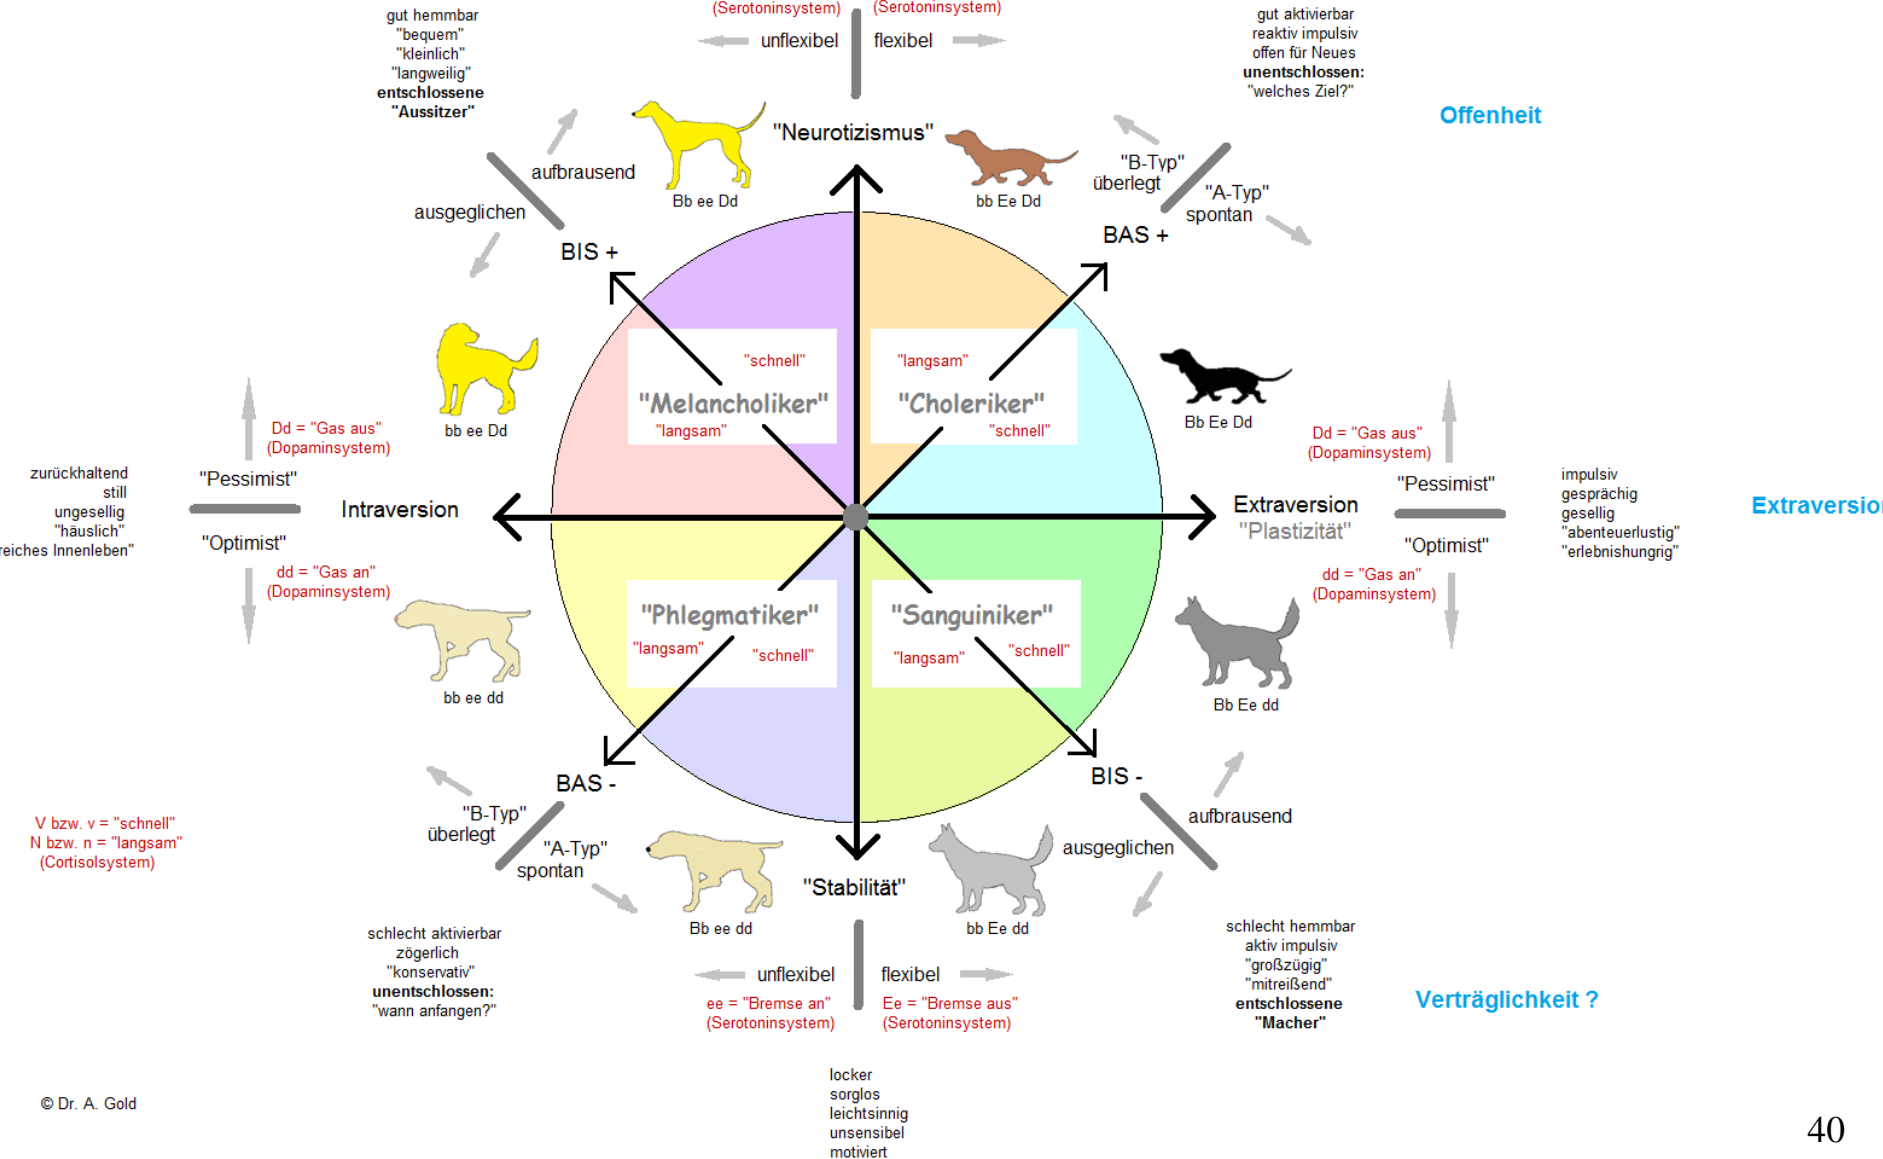 gut hemmbar
"bequem"
"kleinlich"
"langweilig"
entschlossene
"Aussitzer"
(Serotoninsystem)
(Serotoninsystem)
unflexibel
flexibel
gut aktivierbar
reaktiv impulsiv
offen für Neues
unentschlossen:
"welches Ziel?"
Offenheit
"Neurotizismus"
aufbrausend
ausgeglichen
BIS +
Bb ee Dd
bb Ee Dd
"B-Typ"
überlegt
"A-Typ"
spontan
BAS +
"schnell"
"Melancholiker"
"langsam"
"langsam"
"Choleriker"
"schnell"
bb ee Dd
Bb Ee Dd
Dd = "Gas aus"
(Dopaminsystem)
"Pessimist"
"Optimist"
dd = "Gas an"
(Dopaminsystem)
zurückhaltend
still
ungesellig
"häuslich"
reiches Innenleben"
Intraversion
Extraversion
"Plastizität"
Dd = "Gas aus"
(Dopaminsystem)
"Pessimist"
"Optimist"
dd = "Gas an"
(Dopaminsystem)
impulsiv
gesprächig
gesellig
"abenteuerlustig"
"erlebnishungrig"
Extraversion
"Phlegmatiker"
"langsam"
"schnell"
"Sanguiniker"
"langsam"
"schnell"
bb ee dd
Bb Ee dd
BAS -
BIS -
"B-Typ"
überlegt
"A-Typ"
spontan
aufbrausend
ausgeglichen
V bzw. v = "schnell"
N bzw. n = "langsam"
(Cortisolsystem)
"Stabilität"
Bb ee dd
bb Ee dd
schlecht aktivierbar
zögerlich
"konservativ"
unentschlossen:
"wann anfangen?"
unflexibel
flexibel
ee = "Bremse an"
(Serotoninsystem)
Ee = "Bremse aus"
(Serotoninsystem)
schlecht hemmbar
aktiv impulsiv
"großzügig"
"mitreißend"
entschlossene
"Macher"
Verträglichkeit ?
locker
sorglos
leichtsinnig
unsensibel
motiviert
© Dr. A. Gold
40